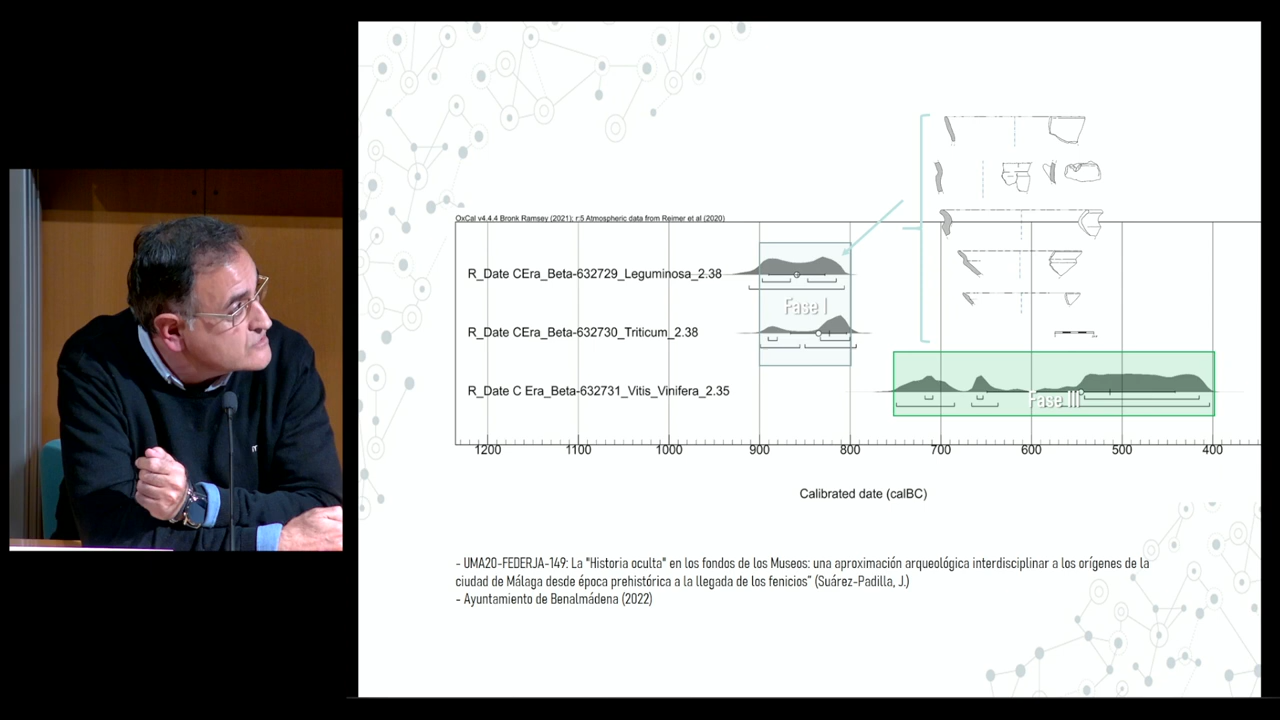 OxCal v4.4.4 Bronk Ramsey (2021); r:5 Atmospheric data from Reimer et al (2020)
R_Date CEra_Beta-632729_Leguminosa_2.38
Fase I
R_Date CEra_Beta-632730_Triticum_2.38
R_Date C Era_Beta-632731_Vitis_Vinifera_2.35
Fase III
1200 1100 1000 900 800 700 600 500 400
Calibrated date (calBC)
- UMA20-FEDERJA-149: La "Historia oculta" en los fondos de los Museos: una aproximación arqueológica interdisciplinar a los orígenes de la
ciudad de Málaga desde época prehistórica a la llegada de los fenicios” (Suárez-Padilla, J.)
- Ayuntamiento de Benalmádena (2022)